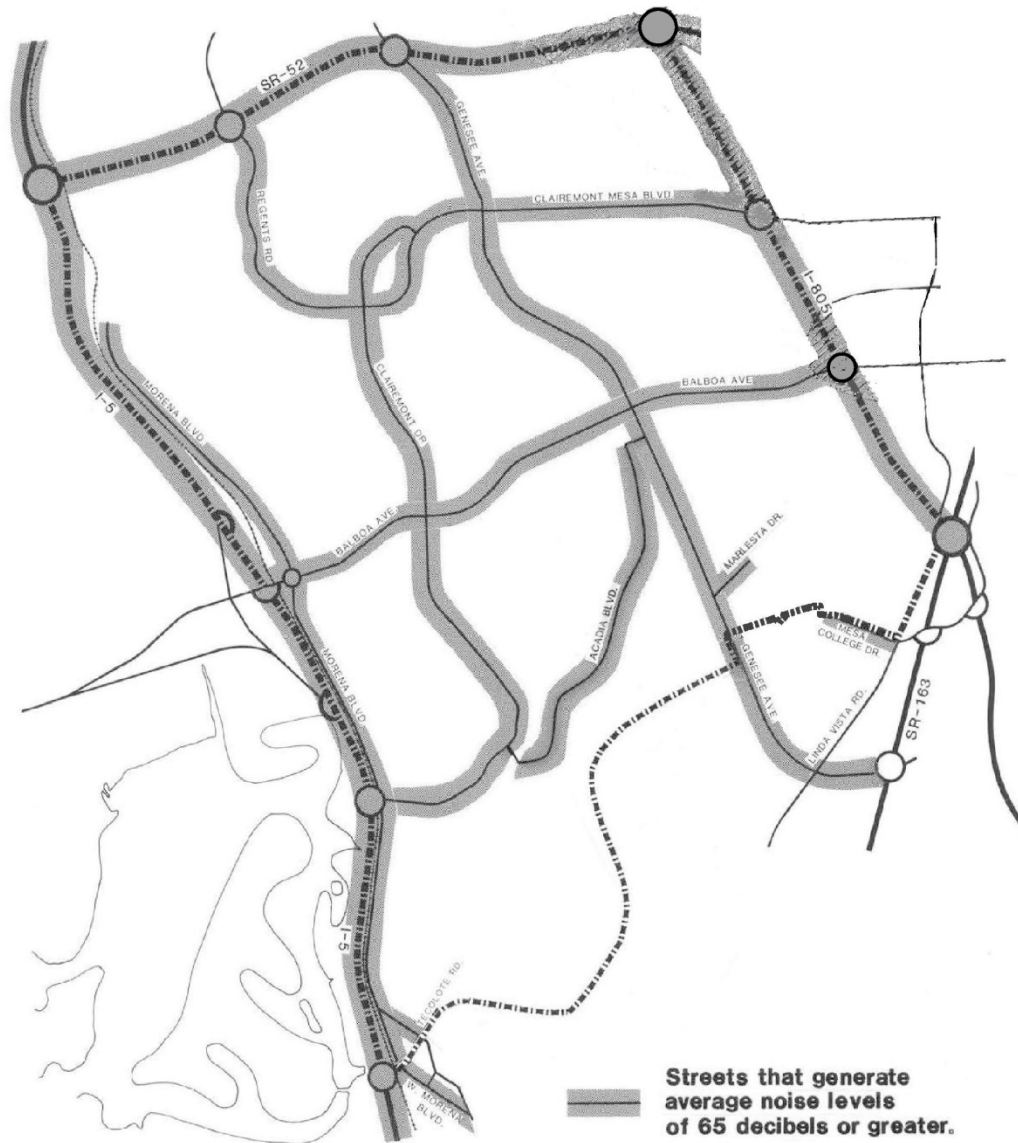 SR-52
GENESEE AVE.
REGENTS RD.
CLAIREMONT MESA BLVD.
I-805
MORENA BLVD.
I-5
CLAIREMONT DR
BALBOA AVE
BALBOA AVE.
MARLESTA DR.
ACADIA BLVD.
MESA
COLLEGE DR
GENESEE AVE
MORENA BLVD.
LINDA VISTA RD.
SR-163
I-5
TECOLOTE RD.
W. MORENA
BLVD.
Streets that generate
average noise levels
of 65 decibels or greater.